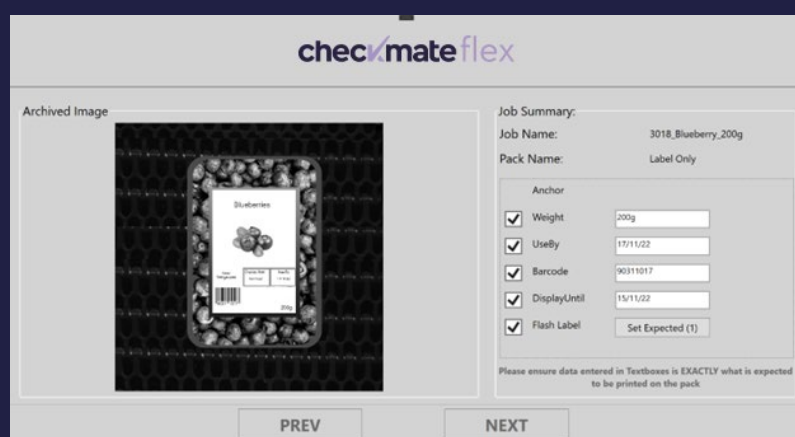 checkmate flex
Archived Image
Blueberries
200g
Job Summary:
Job Name: 3018_Blueberry_200g
Pack Name: Label Only
Anchor
Weight 200g
UseBy 17/11/22
Barcode 90311017
DisplayUntil 15/11/22
Flash Label Set Expected (1)
Please ensure data entered in Textboxes is EXACTLY what is expected
to be printed on the pack
PREV NEXT